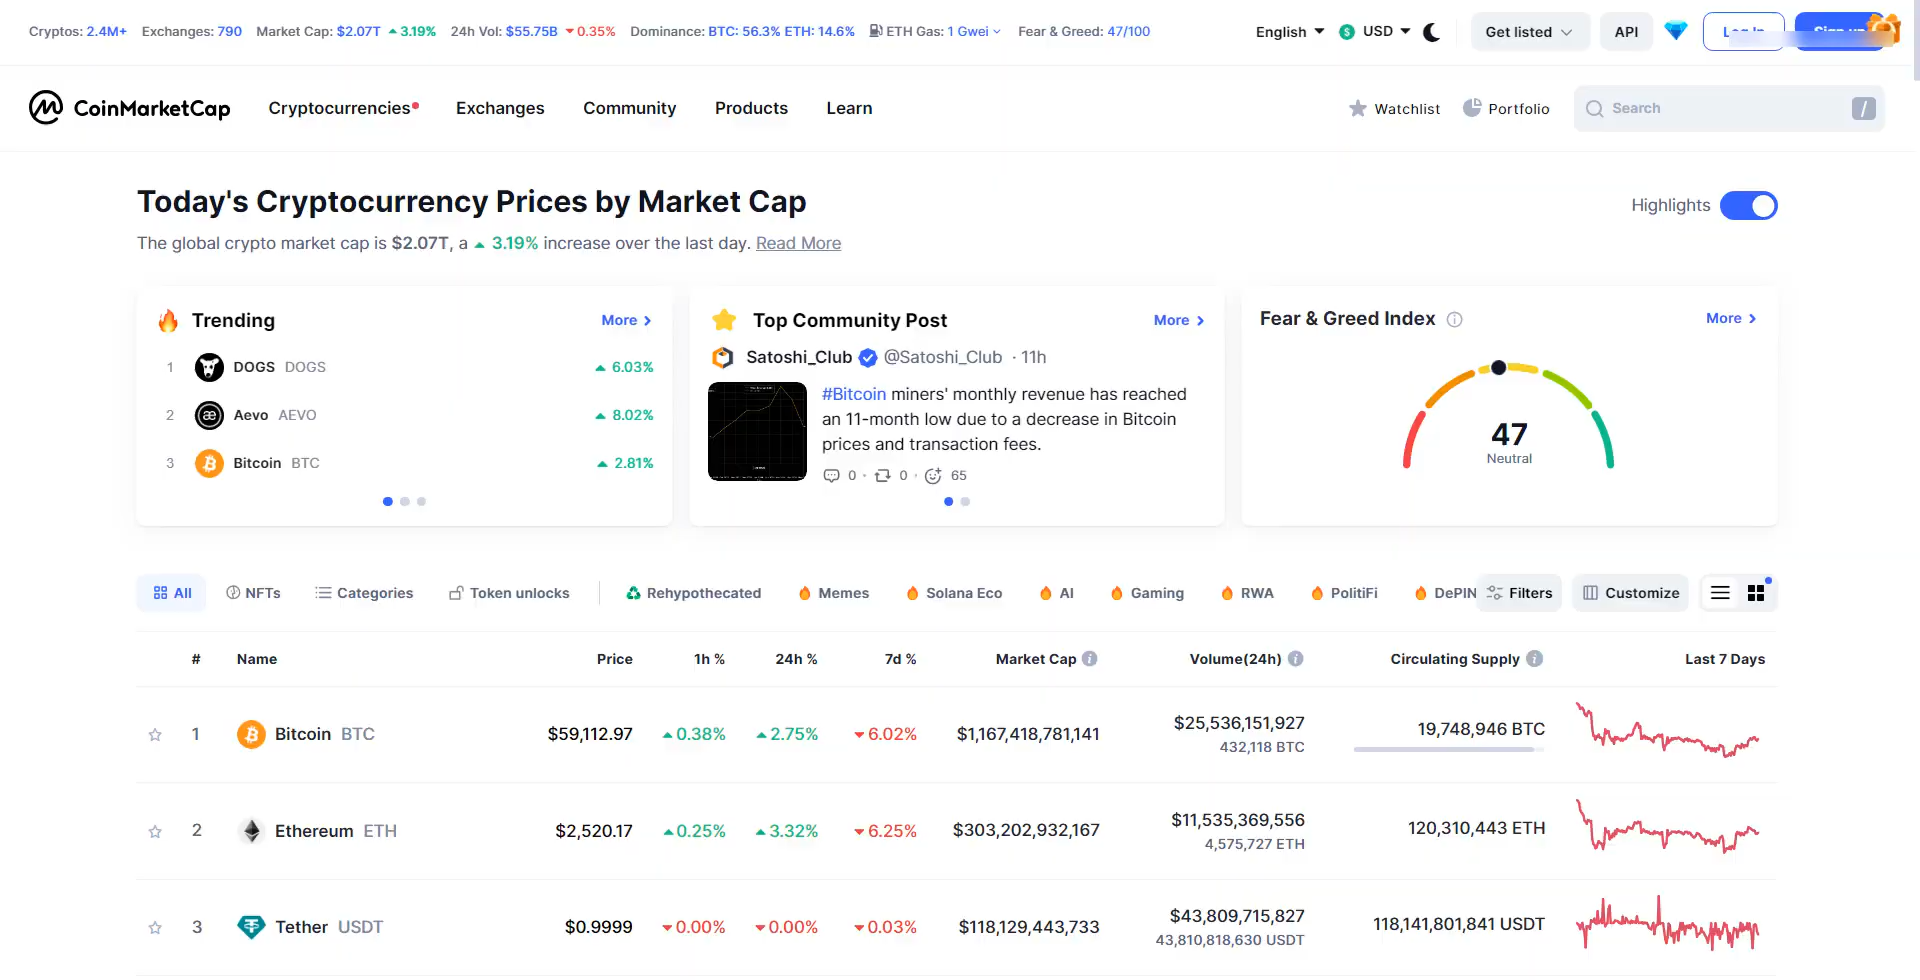 Cryptos: 2.4M+ Exchanges: 790 Market Cap: $2.07T 3.19% 24h Vol: $55.75B 0.35% Dominance: BTC: 56.3% ETH: 14.6% ETH Gas: 1 Gwei Fear & Greed: 47/100 English $ USD Get listed API Log In Sign up
CoinMarketCap Cryptocurrencies Exchanges Community Products Learn Watchlist Portfolio Search /
Today's Cryptocurrency Prices by Market Cap
Highlights
The global crypto market cap is $2.07T, a 3.19% increase over the last day. Read More
Trending More
1 DOGS DOGS 6.03%
2 Aevo AEVO 8.02%
3 Bitcoin BTC 2.81%
Top Community Post More
Satoshi_Club @Satoshi_Club · 11h
#Bitcoin miners' monthly revenue has reached
an 11-month low due to a decrease in Bitcoin
prices and transaction fees.
0 · 0 · 65
Fear & Greed Index More
47
Neutral
All NFTs Categories Token unlocks Rehypothecated Memes Solana Eco AI Gaming RWA PolitiFi DePIN Filters Customize
# Name Price 1h % 24h % 7d % Market Cap Volume(24h) Circulating Supply Last 7 Days
1 Bitcoin BTC $59,112.97 0.38% 2.75% 6.02% $1,167,418,781,141 $25,536,151,927 19,748,946 BTC
432,118 BTC
2 Ethereum ETH $2,520.17 0.25% 3.32% 6.25% $303,202,932,167 $11,535,369,556 120,310,443 ETH
4,575,727 ETH
3 Tether USDT $0.9999 0.00% 0.00% 0.03% $118,129,443,733 $43,809,715,827 118,141,801,841 USDT
43,810,818,630 USDT